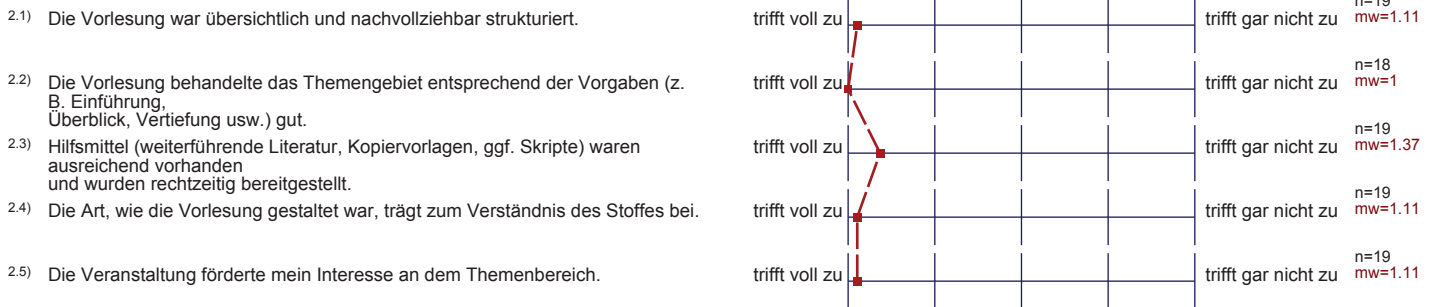 2.1) Die Vorlesung war übersichtlich und nachvollziehbar strukturiert. trifft voll zu trifft gar nicht zu n=19 mw=1.11
2.2) Die Vorlesung behandelte das Themengebiet entsprechend der Vorgaben (z.
B. Einführung,
Überblick, Vertiefung usw.) gut. trifft voll zu trifft gar nicht zu n=18 mw=1
2.3) Hilfsmittel (weiterführende Literatur, Kopiervorlagen, ggf. Skripte) waren
ausreichend vorhanden
und wurden rechtzeitig bereitgestellt. trifft voll zu trifft gar nicht zu n=19 mw=1.37
2.4) Die Art, wie die Vorlesung gestaltet war, trägt zum Verständnis des Stoffes bei. trifft voll zu trifft gar nicht zu n=19 mw=1.11
2.5) Die Veranstaltung förderte mein Interesse an dem Themenbereich. trifft voll zu trifft gar nicht zu n=19 mw=1.11